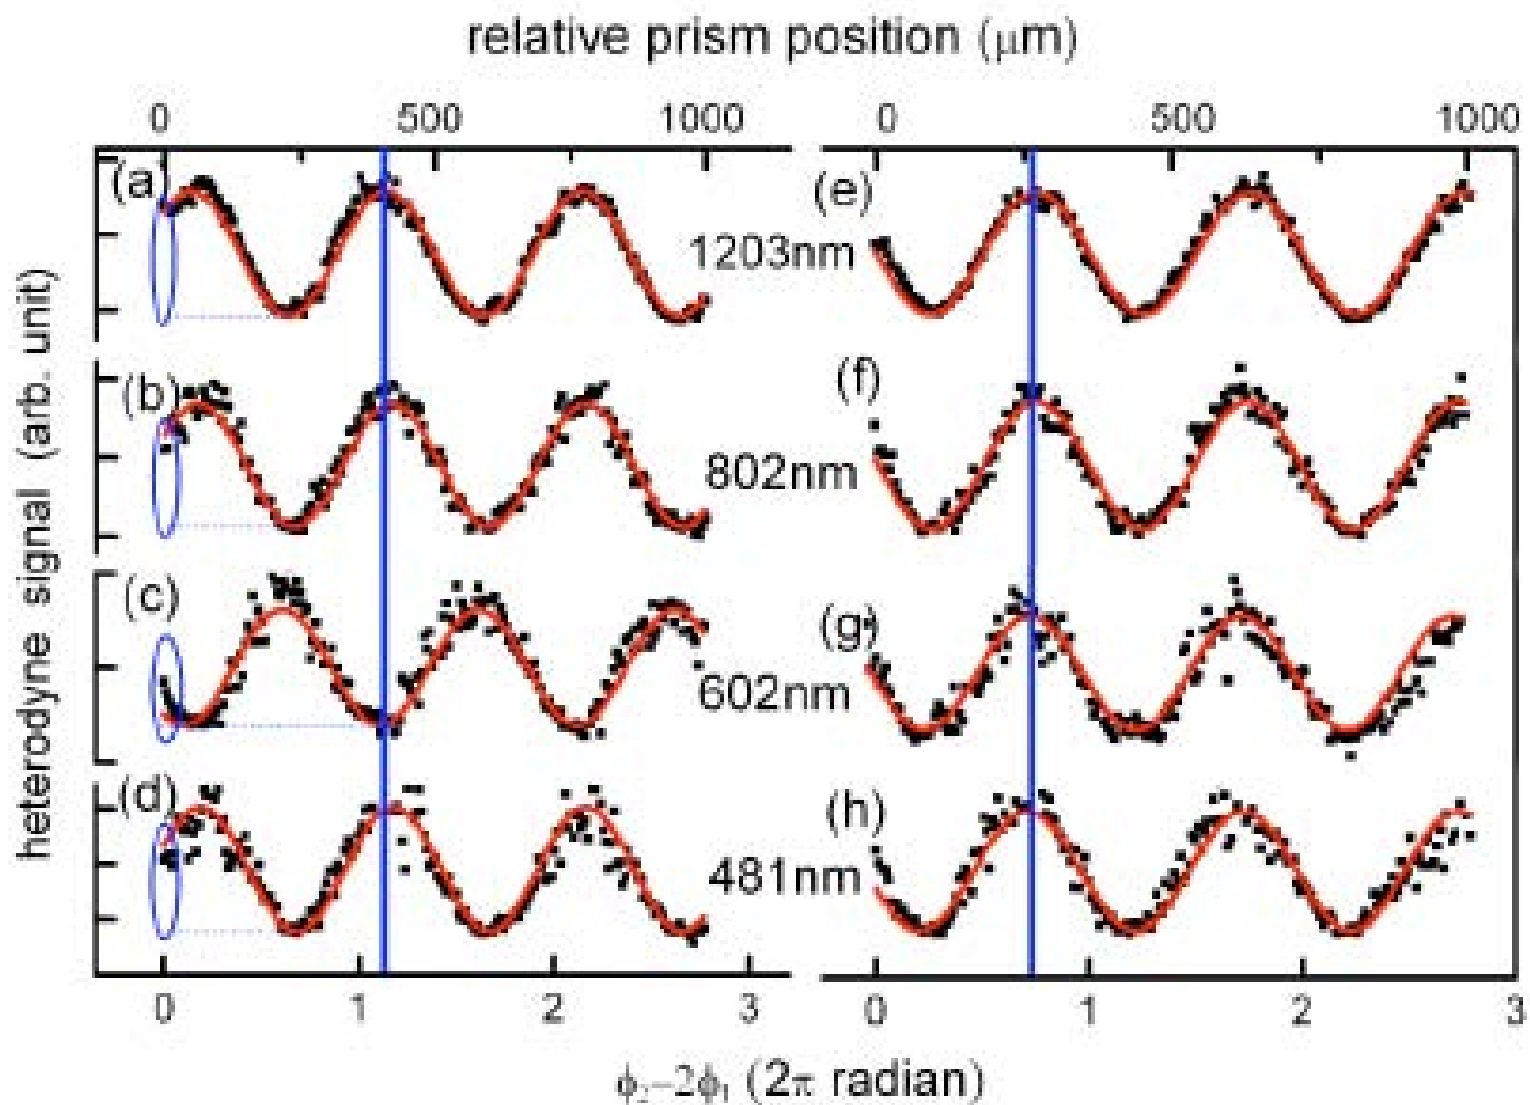 relative prism position (μm)
0 500 1000 0 500 1000
(a) (e)
1203nm
(b) (f)
802nm
(c) (g)
602nm
(d) (h)
481nm
heterodyne signal (arb. unit)
0 1 2 3 0 1 2 3
ϕ₂−2ϕ₁ (2π radian)